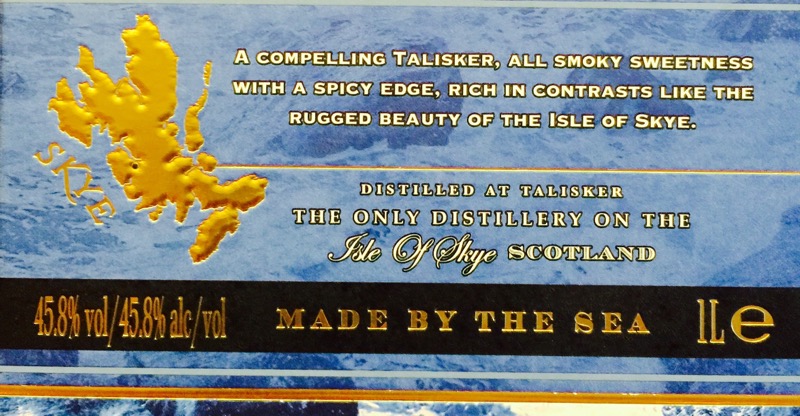 A COMPELLING TALISKER, ALL SMOKY SWEETNESS
WITH A SPICY EDGE, RICH IN CONTRASTS LIKE THE
RUGGED BEAUTY OF THE ISLE OF SKYE.
SKYE
DISTILLED AT TALISKER
THE ONLY DISTILLERY ON THE
Isle Of Skye SCOTLAND
45.8% vol/45.8% alc/vol MADE BY THE SEA 1L e